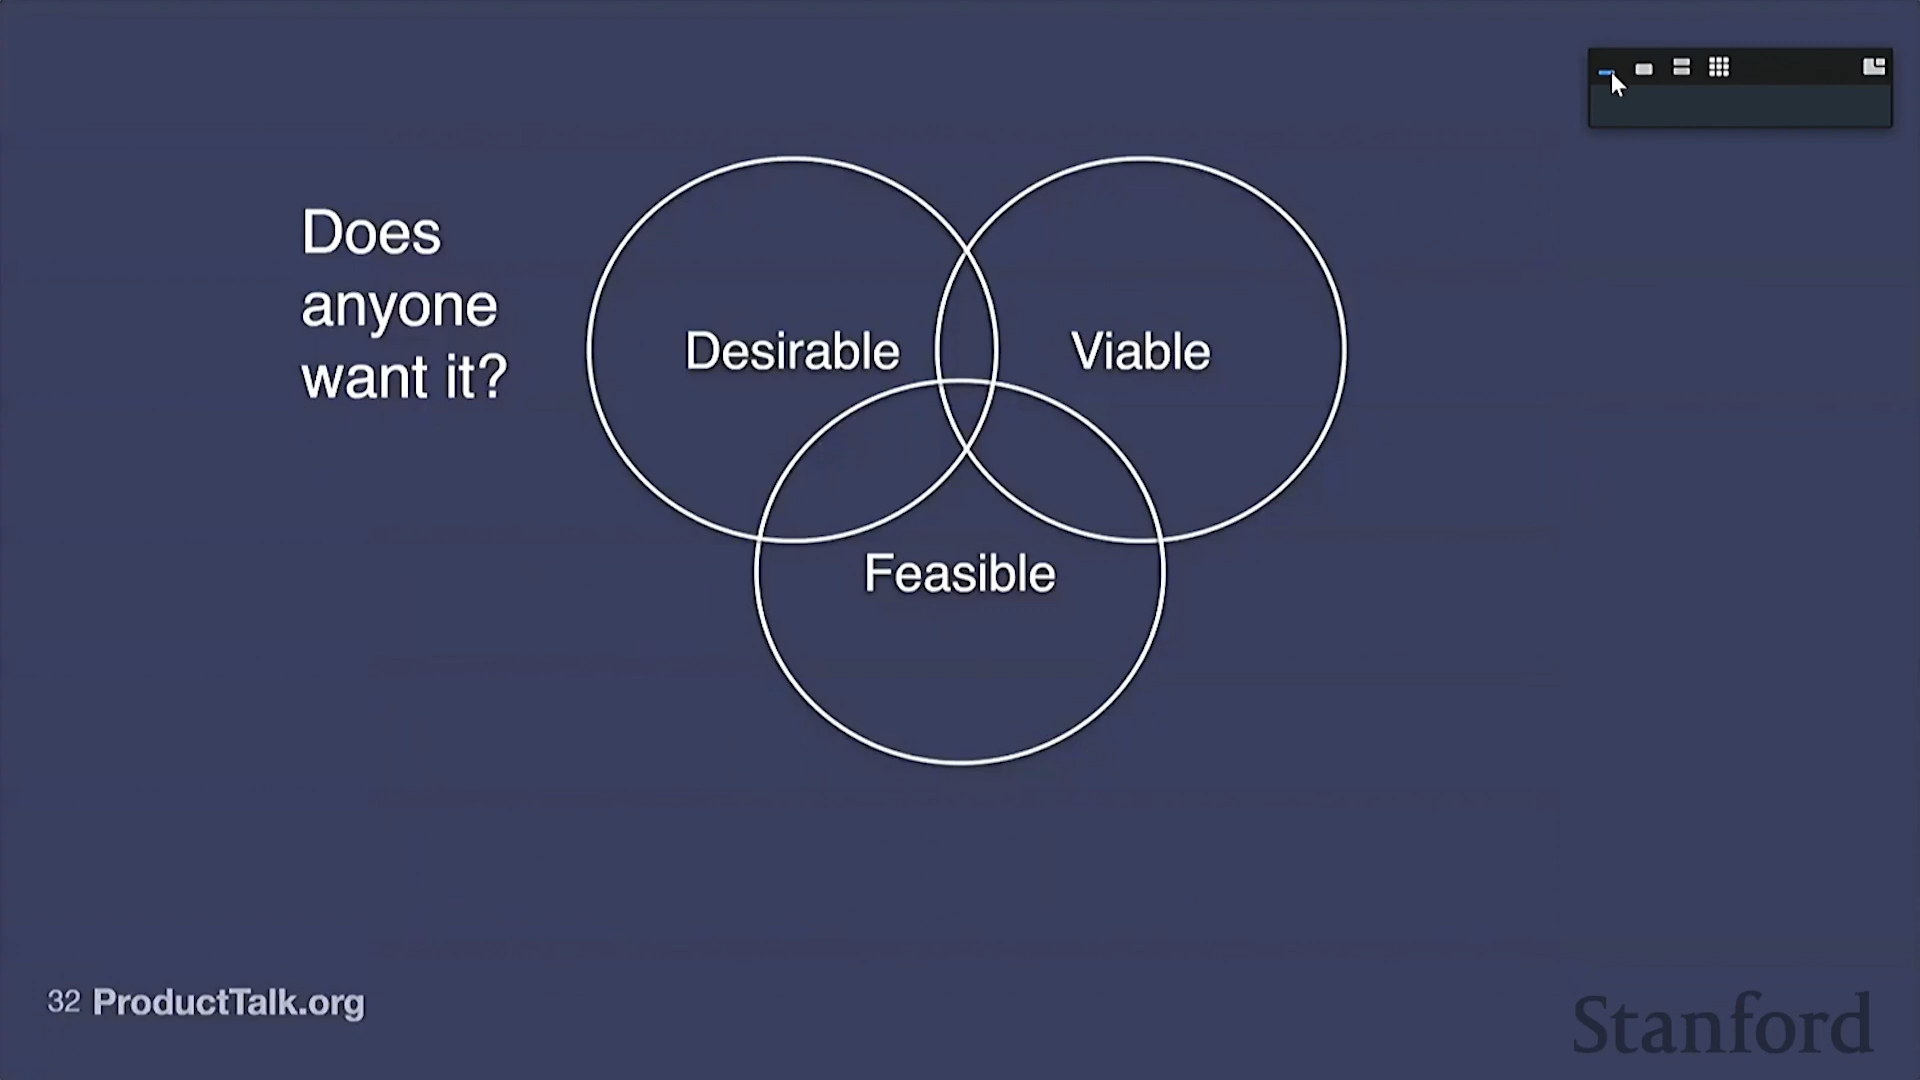 Does
anyone
want it?
Desirable
Viable
Feasible
32 ProductTalk.org
Stanford